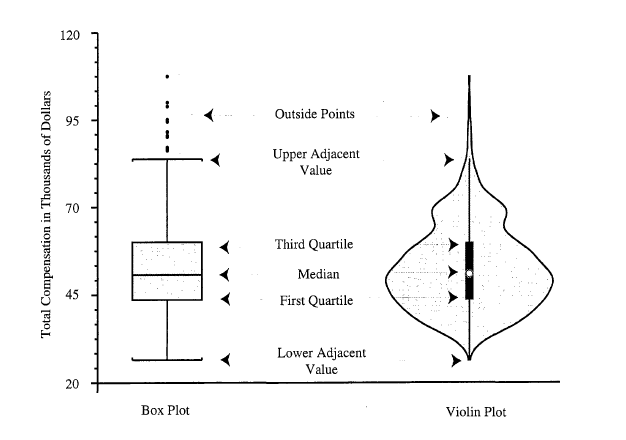 120
95
70
45
20
Total Compensation in Thousands of Dollars
Outside Points
Upper Adjacent
Value
Third Quartile
Median
First Quartile
Lower Adjacent
Value
Box Plot
Violin Plot